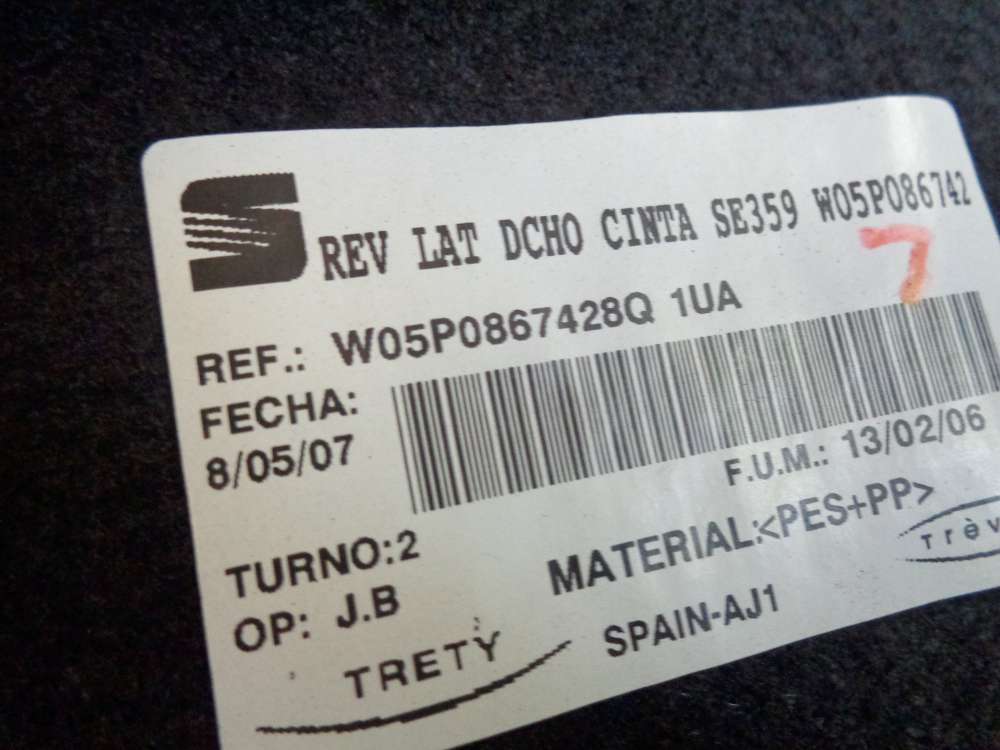 REV LAT DCHO CINTA SE359 W05P086742
7
REF.: W05P0867428Q 1UA
FECHA:
8/05/07
F.U.M.: 13/02/06
TURNO:2
MATERIAL:<PES+PP>
OP: J.B
Trèv
TRETY
SPAIN-AJ1